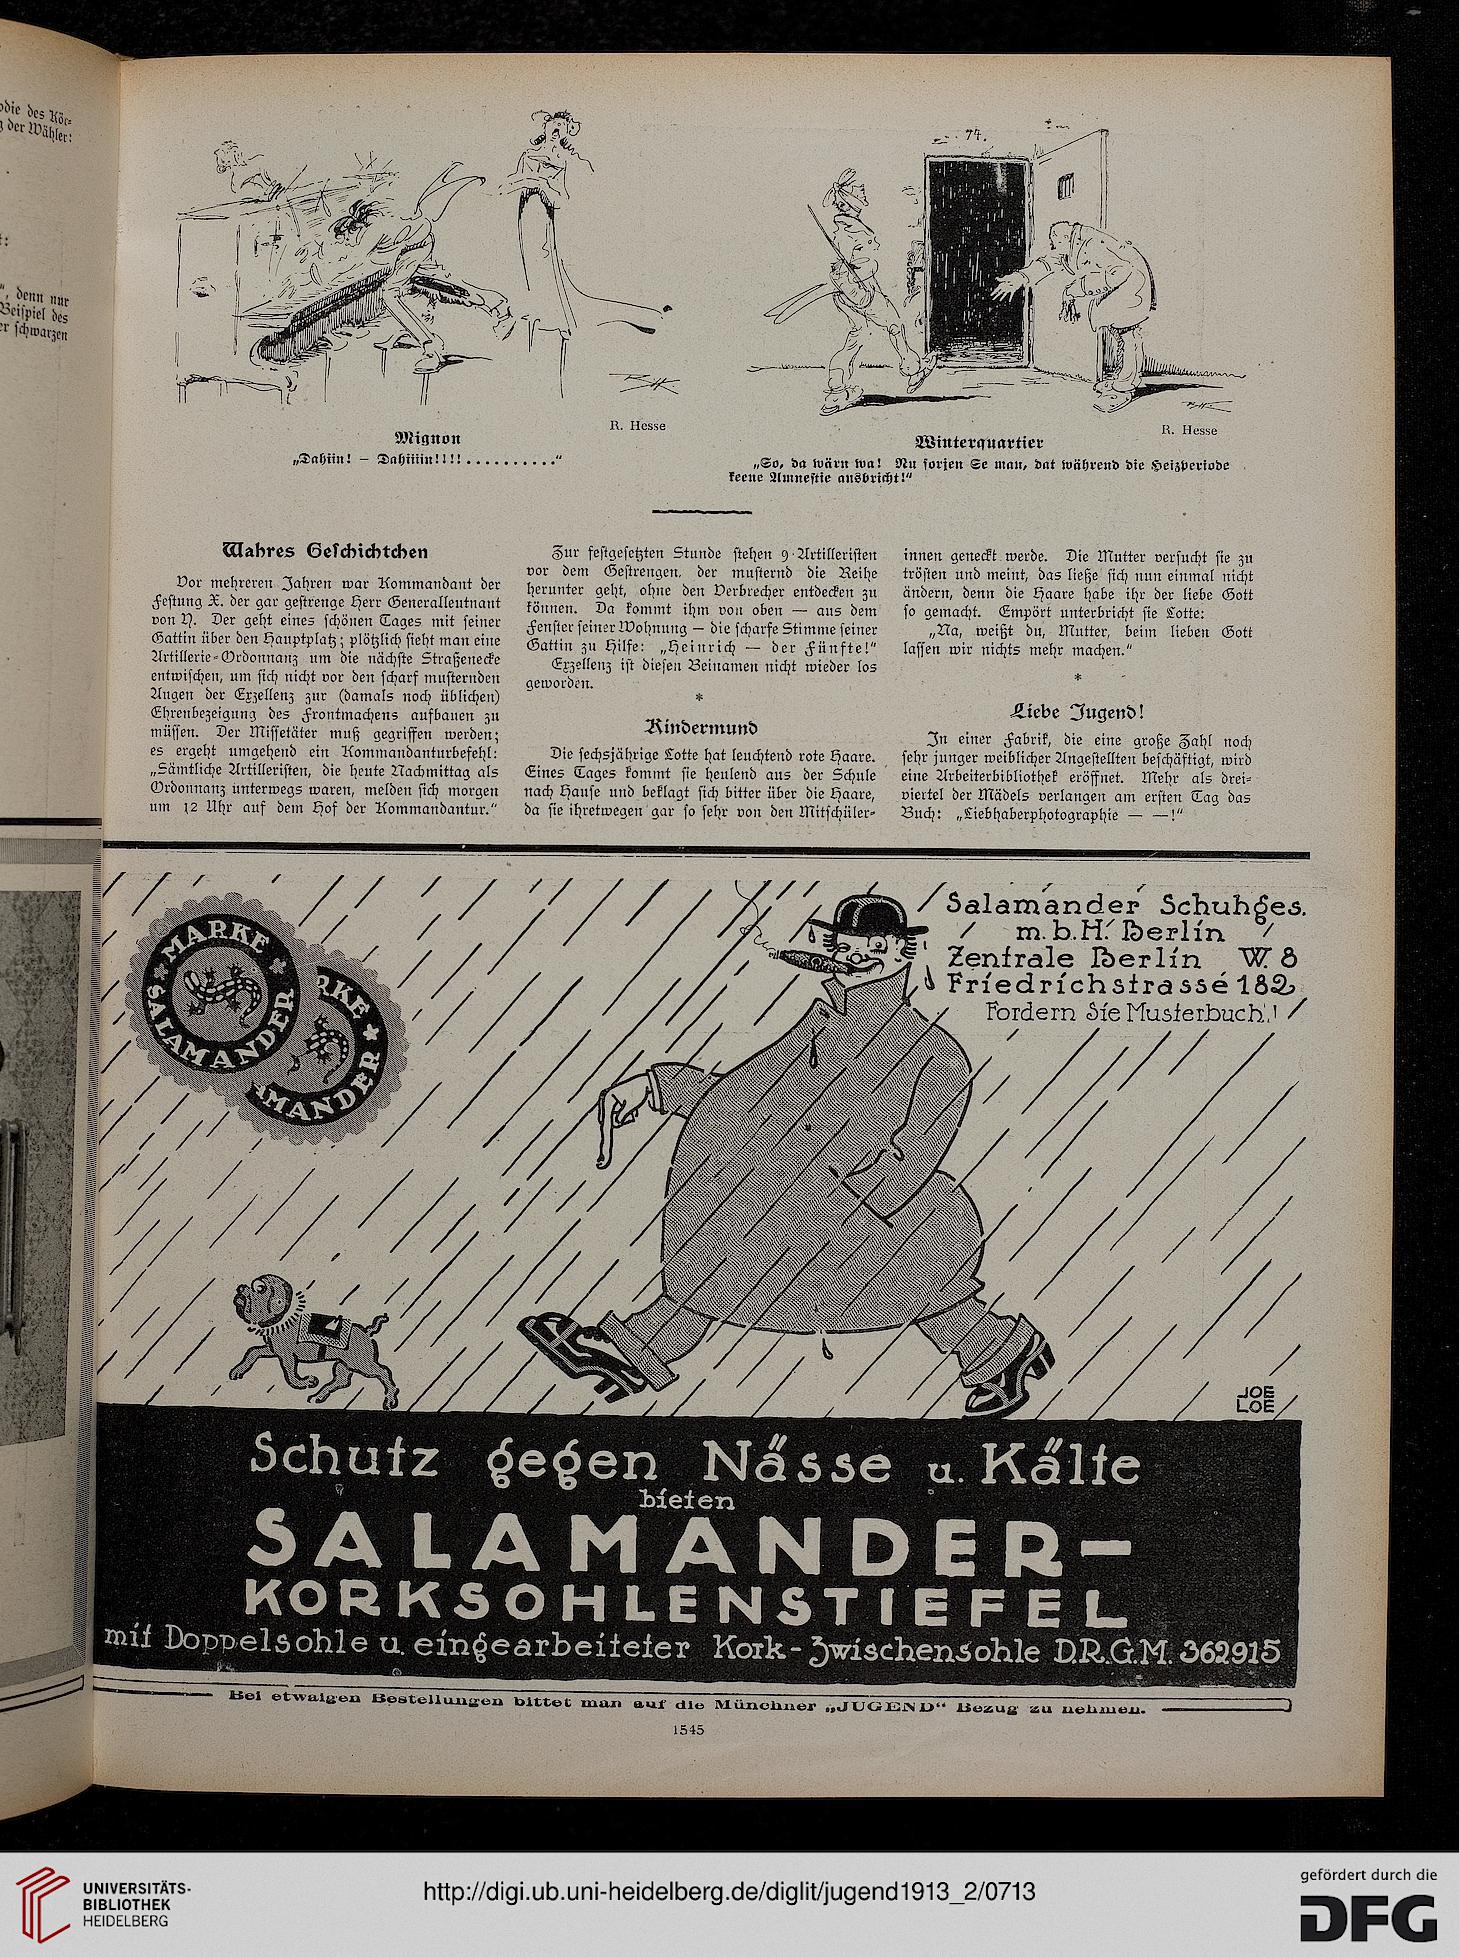 odie des Kör-
g der Wähler:
t:
", denn nur
Beispiel des
er schwarzen
74.
R. Hesse
Mignon
„Dahiin! — Dahiiiin!!!! . . . . . . . . . ."
R. Hesse
Winterquartier
„So, da wärn wa! Nu sorjen Se man, dat während die Heizperiode
keene Amnestie ausbricht!"
Wahres Geschichtchen
Vor mehreren Jahren war Kommandant der
Festung X. der gar gestrenge Herr Generalleutnant
von Y. Der geht eines schönen Tages mit seiner
Gattin über den Hauptplatz; plötzlich sieht man eine
Artillerie-Ordonnanz um die nächste Straßenecke
entwischen, um sich nicht vor den scharf musternden
Augen der Exzellenz zur (damals noch üblichen)
Ehrenbezeigung des Frontmachens aufbauen zu
müssen. Der Missetäter muß gegriffen werden;
es ergeht umgehend ein Kommandanturbefehl:
„Sämtliche Artilleristen, die heute Nachmittag als
Ordonnanz unterwegs waren, melden sich morgen
um 12 Uhr auf dem Hof der Kommandantur."
Zur festgesetzten Stunde stehen 9 Artilleristen
vor dem Gestrengen, der musternd die Reihe
herunter geht, ohne den Verbrecher entdecken zu
können. Da kommt ihm von oben — aus dem
Fenster seiner Wohnung — die scharfe Stimme seiner
Gattin zu Hilfe: „Heinrich — der Fünfte!"
Exzellenz ist diesen Beinamen nicht wieder los
geworden.
*
Kindermund
Die sechsjährige Lotte hat leuchtend rote Haare.
Eines Tages kommt sie heulend aus der Schule
nach Hause und beklagt sich bitter über die Haare,
da sie ihretwegen gar so sehr von den Mitschüler-
innen geneckt werde. Die Mutter versucht sie zu
trösten und meint, das ließe sich nun einmal nicht
ändern, denn die Haare habe ihr der liebe Gott
so gemacht. Empört unterbricht sie Lotte:
„Na, weißt du, Mutter, beim lieben Gott
lassen wir nichts mehr machen."
*
Liebe Jugend!
In einer Fabrik, die eine große Zahl noch
sehr junger weiblicher Angestellten beschäftigt, wird
eine Arbeiterbibliothek eröffnet. Mehr als drei-
viertel der Mädels verlangen am ersten Tag das
Buch: „Liebhaberphotographie — —!"
MARKE SALAMANDER
RKE AMANDER
Salamander Schuhges.
m.b.H. Berlin
Zentrale Berlin W. 8
Friedrichstrasse 182
Fordern Sie Musterbuch!
JOE
LOE
Schutz gegen Nässe u. Kälte
bieten
SALAMANDER-
KORKSOHLENSTIEFEL
mit Doppelsohle u. eingearbeiteter Kork-Zwischensohle D.R.G.M. 362915
Bei etwaigen Bestellungen bittet man auf die Münchner „JUGEND" Bezug zu nehmen.
1545
UNIVERSITÄTS-
BIBLIOTHEK
HEIDELBERG
http://digi.ub.uni-heidelberg.de/diglit/jugend1913_2/0713
gefördert durch die
DFG